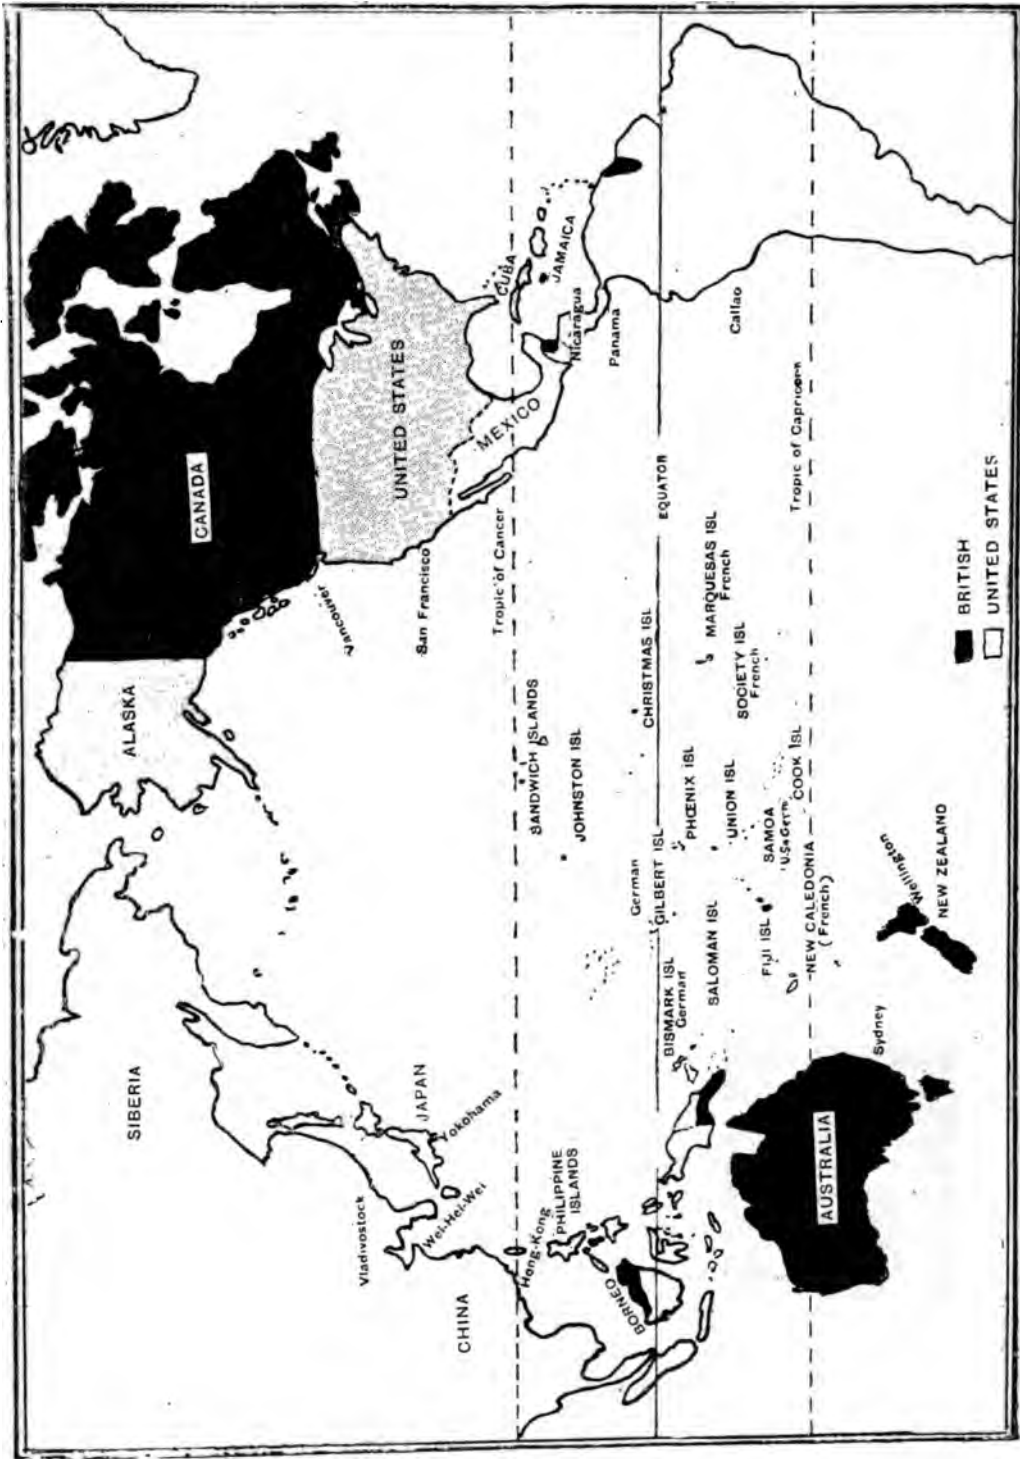 SIBERIA
ALASKA
CANADA
UNITED STATES
Vladivostock
Wei-Hei-Wei
JAPAN
Yokohama
CHINA
Vancouver
San Francisco
MEXICO
CUBA
JAMAICA
Nicaragua
Panama
Tropic of Cancer
Hong-Kong
PHILIPPINE
ISLANDS
BORNEO
SANDWICH ISLANDS
JOHNSTON ISL
CHRISTMAS ISL
EQUATOR
German
GILBERT ISL
BISMARK ISL
German
PHŒNIX ISL
MARQUESAS ISL
French
SALOMAN ISL
UNION ISL
SOCIETY ISL
French
Callao
FIJI ISL
SAMOA
U.S&Germ
COOK ISL
Tropic of Capricorn
NEW CALEDONIA
(French)
AUSTRALIA
Sydney
Wellington
NEW ZEALAND
BRITISH
UNITED STATES